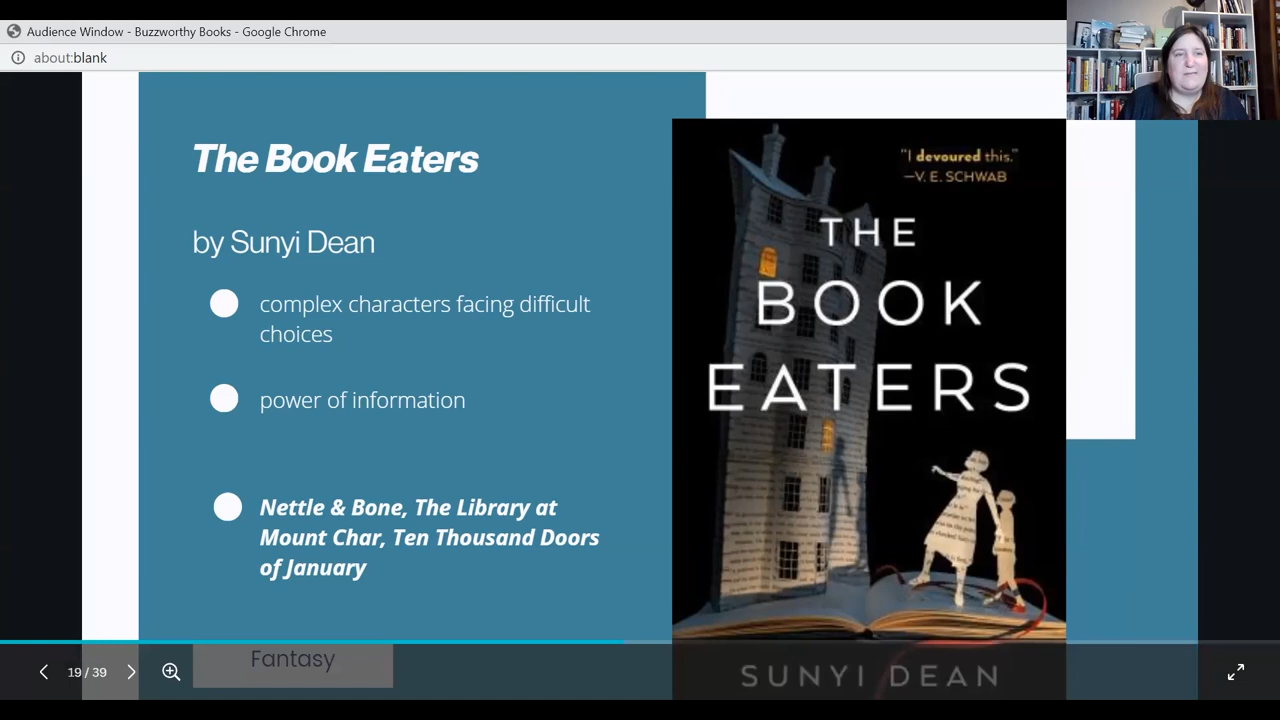 Audience Window - Buzzworthy Books - Google Chrome
about:blank
The Book Eaters
by Sunyi Dean
complex characters facing difficult
choices
power of information
Nettle & Bone, The Library at
Mount Char, Ten Thousand Doors
of January
Fantasy
"I devoured this."
—V. E. SCHWAB
THE
BOOK
EATERS
SUNYI DEAN
19 / 39